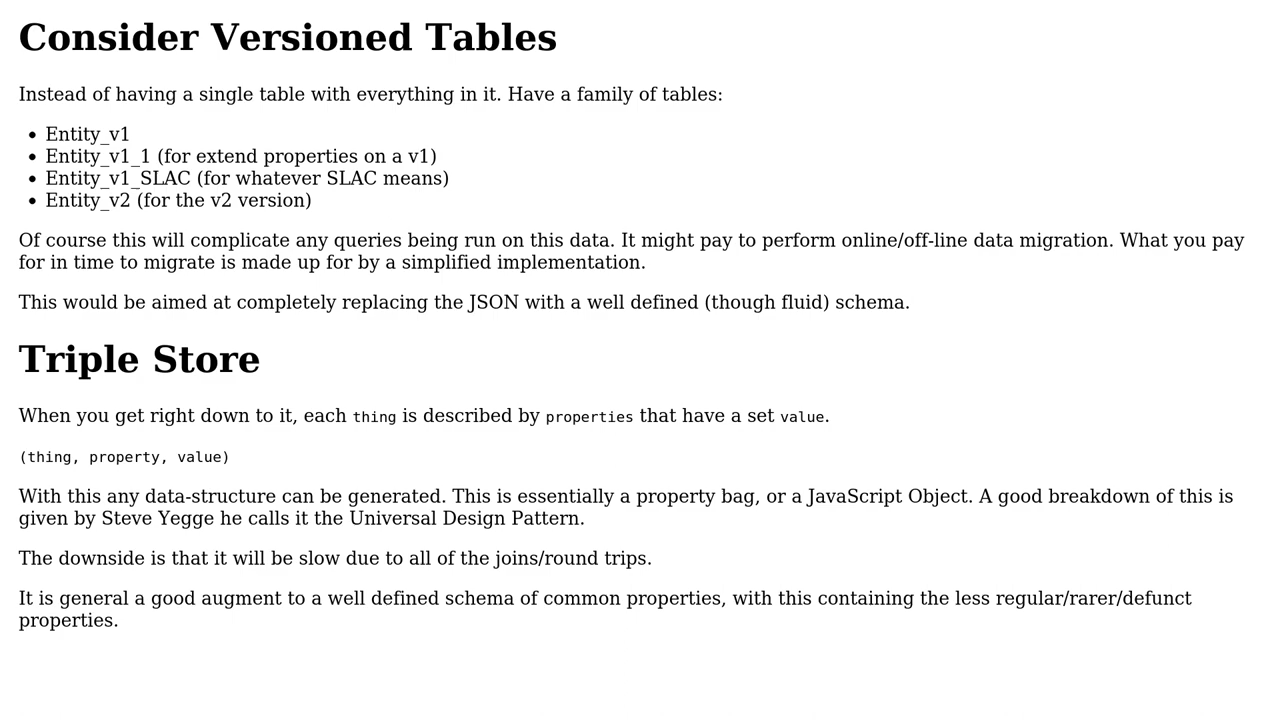 Consider Versioned Tables
Instead of having a single table with everything in it. Have a family of tables:
• Entity_v1
• Entity_v1_1 (for extend properties on a v1)
• Entity_v1_SLAC (for whatever SLAC means)
• Entity_v2 (for the v2 version)
Of course this will complicate any queries being run on this data. It might pay to perform online/off-line data migration. What you pay
for in time to migrate is made up for by a simplified implementation.
This would be aimed at completely replacing the JSON with a well defined (though fluid) schema.
Triple Store
When you get right down to it, each thing is described by properties that have a set value.
(thing, property, value)
With this any data-structure can be generated. This is essentially a property bag, or a JavaScript Object. A good breakdown of this is
given by Steve Yegge he calls it the Universal Design Pattern.
The downside is that it will be slow due to all of the joins/round trips.
It is general a good augment to a well defined schema of common properties, with this containing the less regular/rarer/defunct
properties.